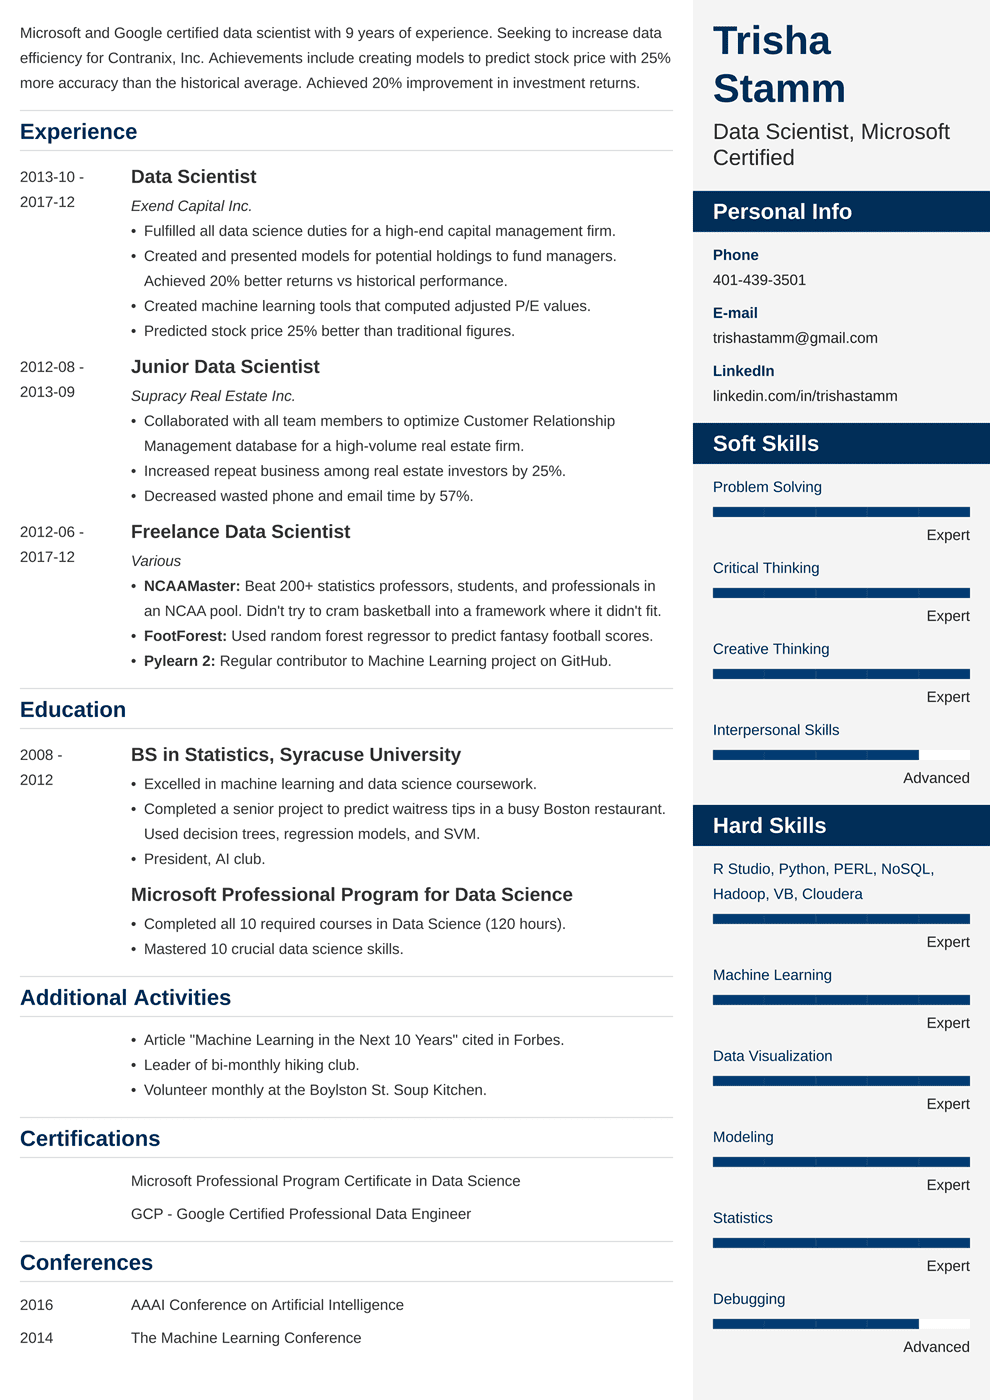 Microsoft and Google certified data scientist with 9 years of experience. Seeking to increase data
efficiency for Contranix, Inc. Achievements include creating models to predict stock price with 25%
more accuracy than the historical average. Achieved 20% improvement in investment returns.
Experience
2013-10 -
2017-12
Data Scientist
Exend Capital Inc.
• Fulfilled all data science duties for a high-end capital management firm.
• Created and presented models for potential holdings to fund managers.
Achieved 20% better returns vs historical performance.
• Created machine learning tools that computed adjusted P/E values.
• Predicted stock price 25% better than traditional figures.
2012-08 -
2013-09
Junior Data Scientist
Supracy Real Estate Inc.
• Collaborated with all team members to optimize Customer Relationship
Management database for a high-volume real estate firm.
• Increased repeat business among real estate investors by 25%.
• Decreased wasted phone and email time by 57%.
2012-06 -
2017-12
Freelance Data Scientist
Various
• NCAAMaster: Beat 200+ statistics professors, students, and professionals in
an NCAA pool. Didn't try to cram basketball into a framework where it didn't fit.
• FootForest: Used random forest regressor to predict fantasy football scores.
• Pylearn 2: Regular contributor to Machine Learning project on GitHub.
Education
2008 -
2012
BS in Statistics, Syracuse University
• Excelled in machine learning and data science coursework.
• Completed a senior project to predict waitress tips in a busy Boston restaurant.
Used decision trees, regression models, and SVM.
• President, AI club.
Microsoft Professional Program for Data Science
• Completed all 10 required courses in Data Science (120 hours).
• Mastered 10 crucial data science skills.
Additional Activities
• Article "Machine Learning in the Next 10 Years" cited in Forbes.
• Leader of bi-monthly hiking club.
• Volunteer monthly at the Boylston St. Soup Kitchen.
Certifications
Microsoft Professional Program Certificate in Data Science
GCP - Google Certified Professional Data Engineer
Conferences
2016 AAAI Conference on Artificial Intelligence
2014 The Machine Learning Conference
Trisha
Stamm
Data Scientist, Microsoft
Certified
Personal Info
Phone
401-439-3501
E-mail
trishastamm@gmail.com
LinkedIn
linkedin.com/in/trishastamm
Soft Skills
Problem Solving
Expert
Critical Thinking
Expert
Creative Thinking
Expert
Interpersonal Skills
Advanced
Hard Skills
R Studio, Python, PERL, NoSQL,
Hadoop, VB, Cloudera
Expert
Machine Learning
Expert
Data Visualization
Expert
Modeling
Expert
Statistics
Expert
Debugging
Advanced